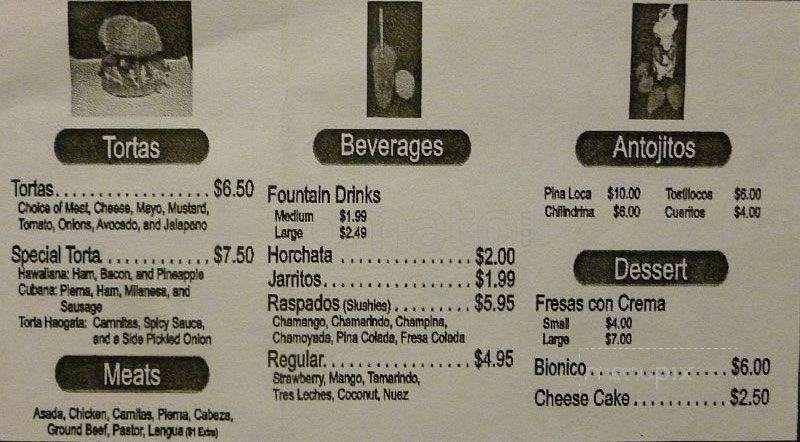 Tortas
Tortas.................. $6.50
Choice of Meat, Cheese, Mayo, Mustard,
Tomato, Onions, Avocado, and Jalapeno
Special Torta............. $7.50
Hawaiiana: Ham, Bacon, and Pineapple
Cubana: Pierna, Ham, Milanesa, and
Sausage
Torta Haogata: Carnnitas, Spicy Sauce,
and a Side Pickled Onion
Meats
Asada, Chicken, Carnitas, Pierna, Cabeza,
Ground Beef, Pastor, Lengua ($1 Extra)
Beverages
Fountain Drinks
Medium $1.99
Large $2.49
Horchata ................ $2.00
Jarritos.................. $1.99
Raspados (Slushies) ......... $5.95
Chamango, Chamarindo, Champina,
Chamoyada, Pina Colada, Fresa Colada
Regular.................. $4.95
Strawberry, Mango, Tamarindo,
Tres Leches, Coconut, Nuez
Antojitos
Pina Loca $10.00 Tostilocos $6.00
Chilindrina $6.00 Cueritos $4.00
Dessert
Fresas con Crema
Small $4.00
Large $7.00
Bionico................ $6.00
Cheese Cake........... $2.50